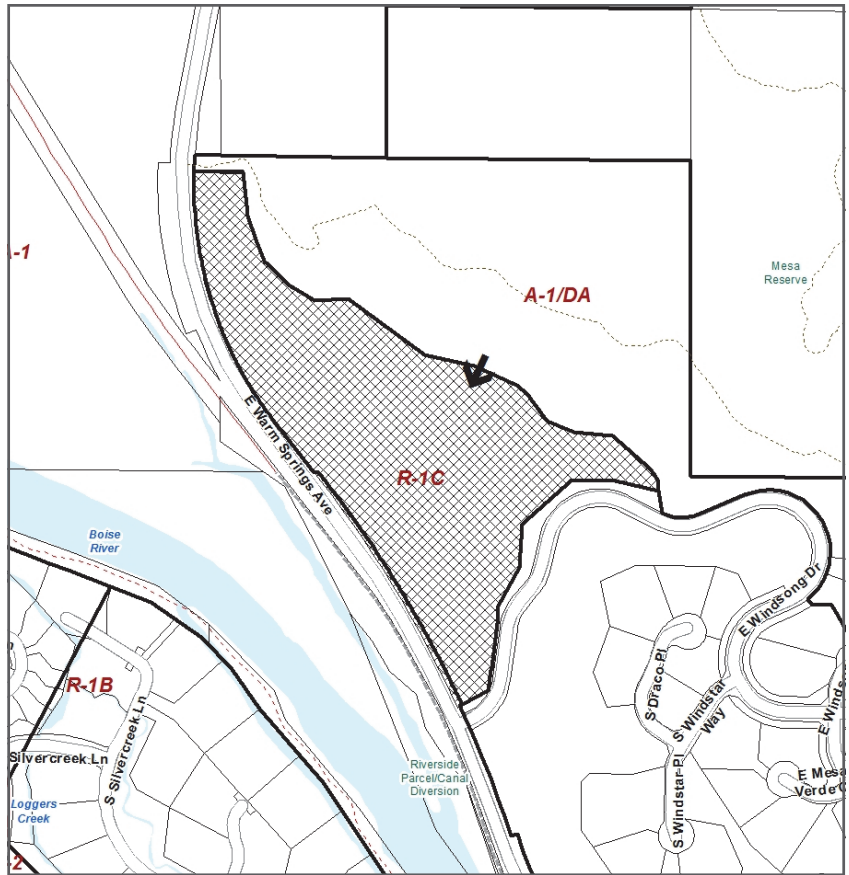 -1
Mesa
Reserve
A-1/DA
E Warm Springs Ave
R-1C
Boise
River
E Windsong Dr
R-1B
S Draco Pl
S Windstar
Way
S Silvercreek Ln
Silvercreek Ln
E Winds
Riverside
Parcel/Canal
Diversion
S Windstar Pl
E Mesa
Verde
Loggers
Creek
-2